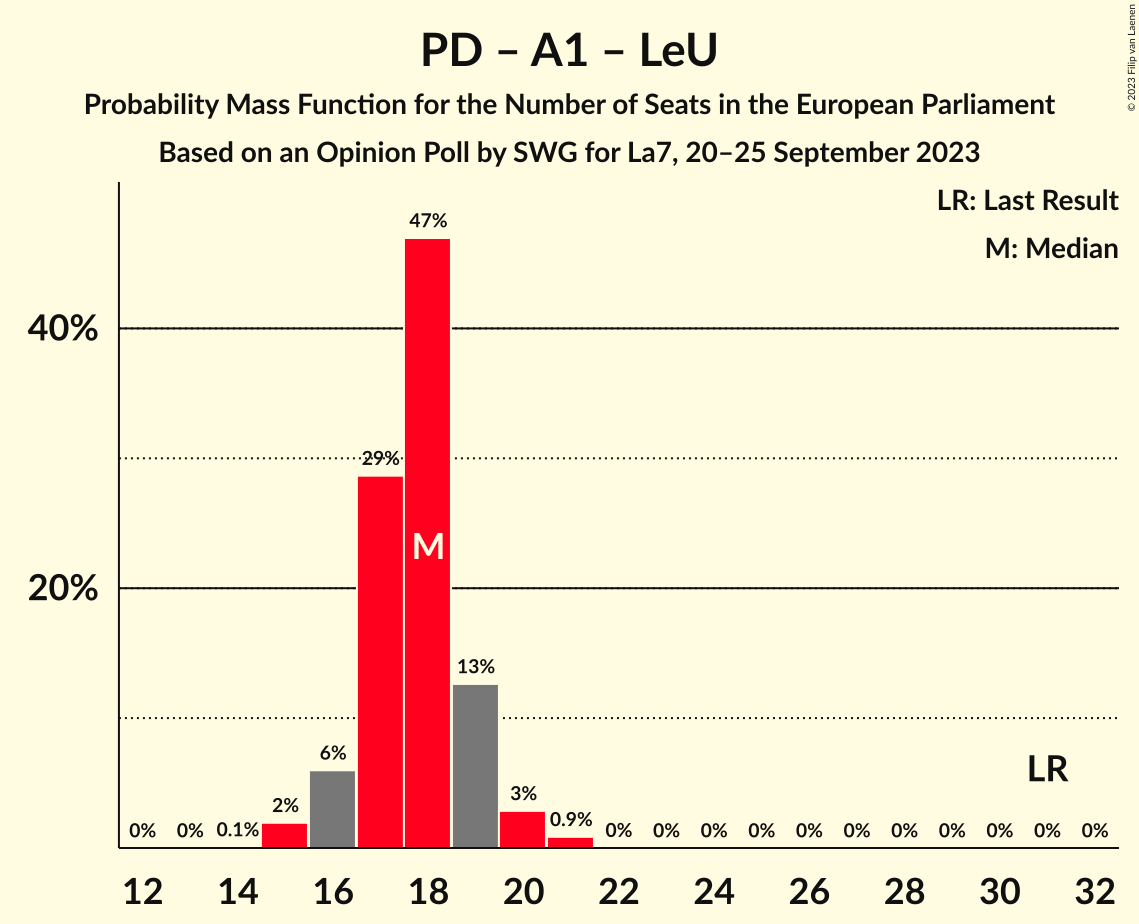 PD – A1 – LeU
Probability Mass Function for the Number of Seats in the European Parliament
Based on an Opinion Poll by SWG for La7, 20–25 September 2023
© 2023 Filip van Laenen
LR: Last Result
M: Median
40%
20%
0% 0% 0.1% 2% 6% 29% 47% 13% 3% 0.9% 0% 0% 0% 0% 0% 0% 0% 0% 0% 0% 0%
M
LR
12 14 16 18 20 22 24 26 28 30 32